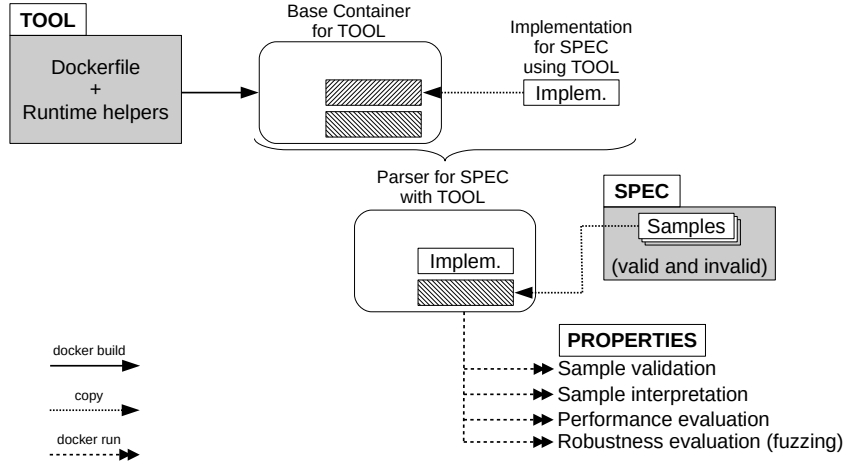 TOOL
Dockerfile
+
Runtime helpers
Base Container
for TOOL
Implementation
for SPEC
using TOOL
Implem.
Parser for SPEC
with TOOL
Implem.
SPEC
Samples
(valid and invalid)
docker build
copy
docker run
PROPERTIES
Sample validation
Sample interpretation
Performance evaluation
Robustness evaluation (fuzzing)